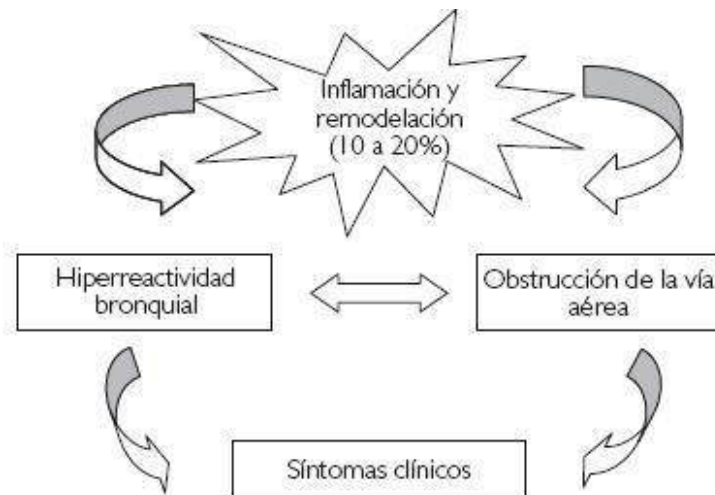 Inflamación y
remodelación
(10 a 20%)
Hiperreactividad
bronquial
Obstrucción de la vía
aérea
Síntomas clínicos